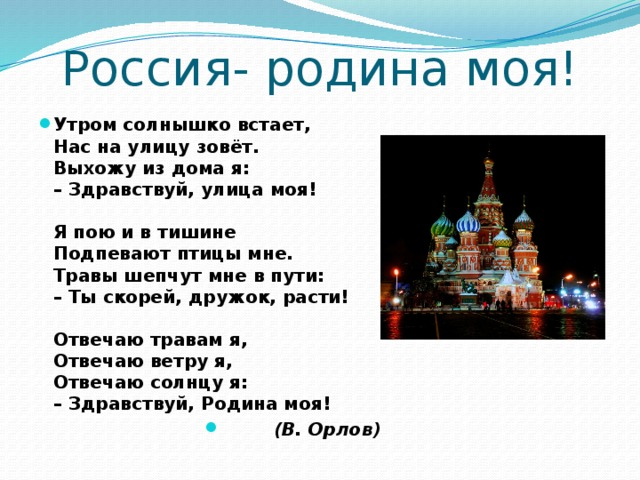 Россия- родина моя!
Утром солнышко встает,
Нас на улицу зовёт.
Выхожу из дома я:
– Здравствуй, улица моя!
Я пою и в тишине
Подпевают птицы мне.
Травы шепчут мне в пути:
– Ты скорей, дружок, расти!
Отвечаю травам я,
Отвечаю ветру я,
Отвечаю солнцу я:
– Здравствуй, Родина моя!
(В. Орлов)